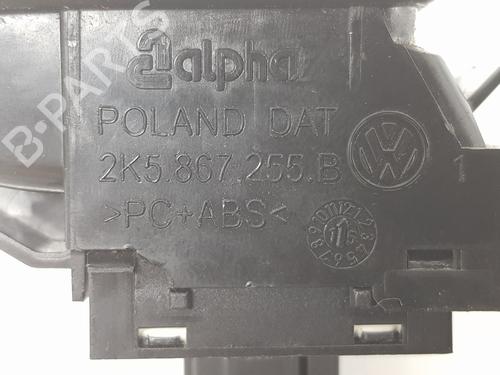 alpha
POLAND DAT
2K5.867.255.B
>PC+ABS<
1
B-PARTS